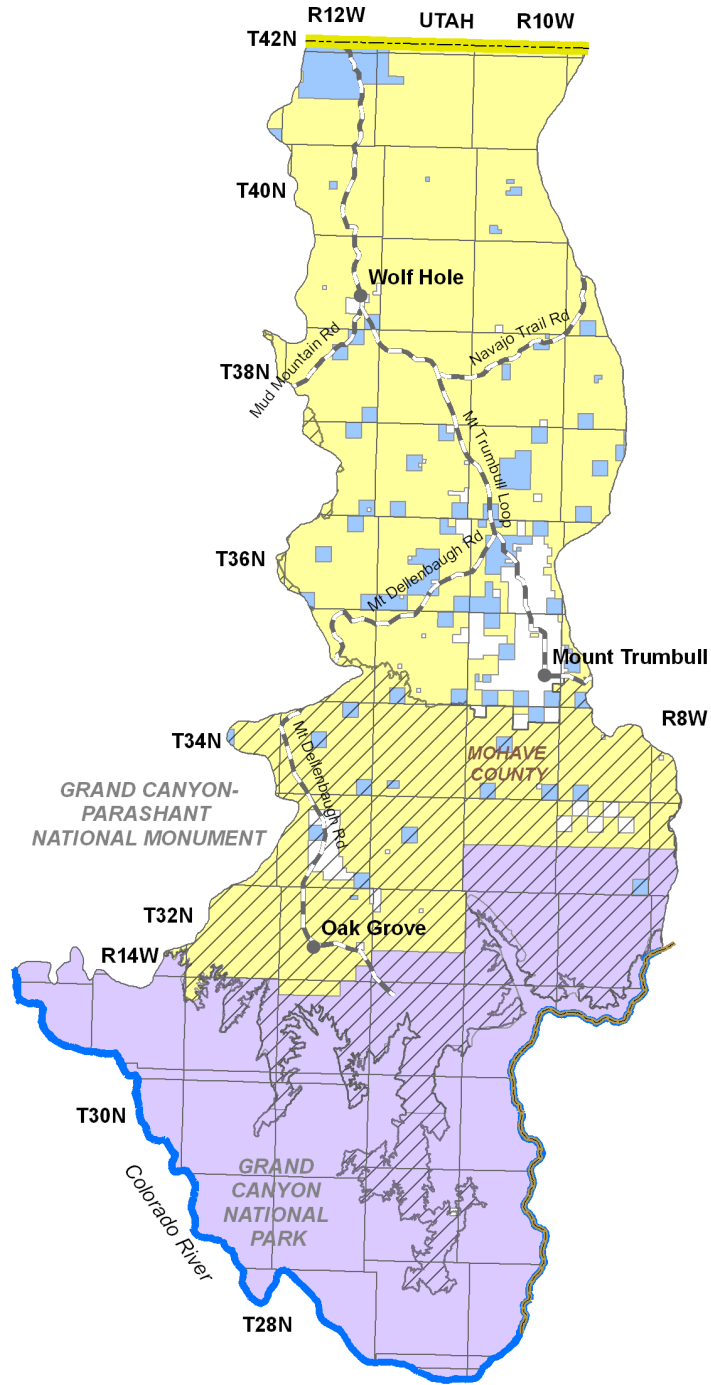 R12W
UTAH
R10W
T42N
T40N
Wolf Hole
Mud Mountain Rd
Navajo Trail Rd
T38N
Mt Trumbull Loop
T36N
Mt Dellenbaugh Rd
Mount Trumbull
R8W
T34N
Mt Dellenbaugh Rd
MOHAVE
COUNTY
GRAND CANYON-
PARASHANT
NATIONAL MONUMENT
T32N
Oak Grove
R14W
T30N
GRAND
CANYON
NATIONAL
PARK
Colorado River
T28N